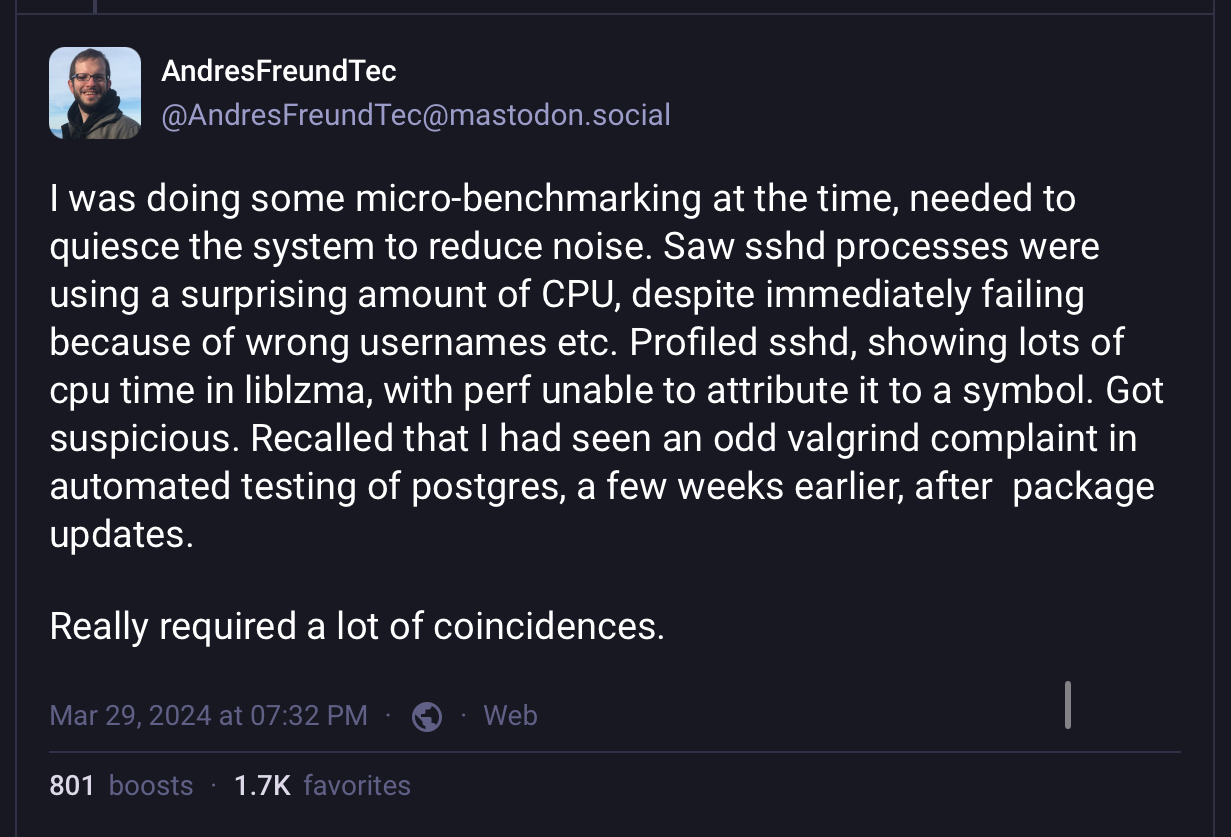 AndresFreundTec
@AndresFreundTec@mastodon.social
I was doing some micro-benchmarking at the time, needed to
quiesce the system to reduce noise. Saw sshd processes were
using a surprising amount of CPU, despite immediately failing
because of wrong usernames etc. Profiled sshd, showing lots of
cpu time in liblzma, with perf unable to attribute it to a symbol. Got
suspicious. Recalled that I had seen an odd valgrind complaint in
automated testing of postgres, a few weeks earlier, after  package
updates.
Really required a lot of coincidences.
Mar 29, 2024 at 07:32 PM · · Web
801 boosts · 1.7K favorites